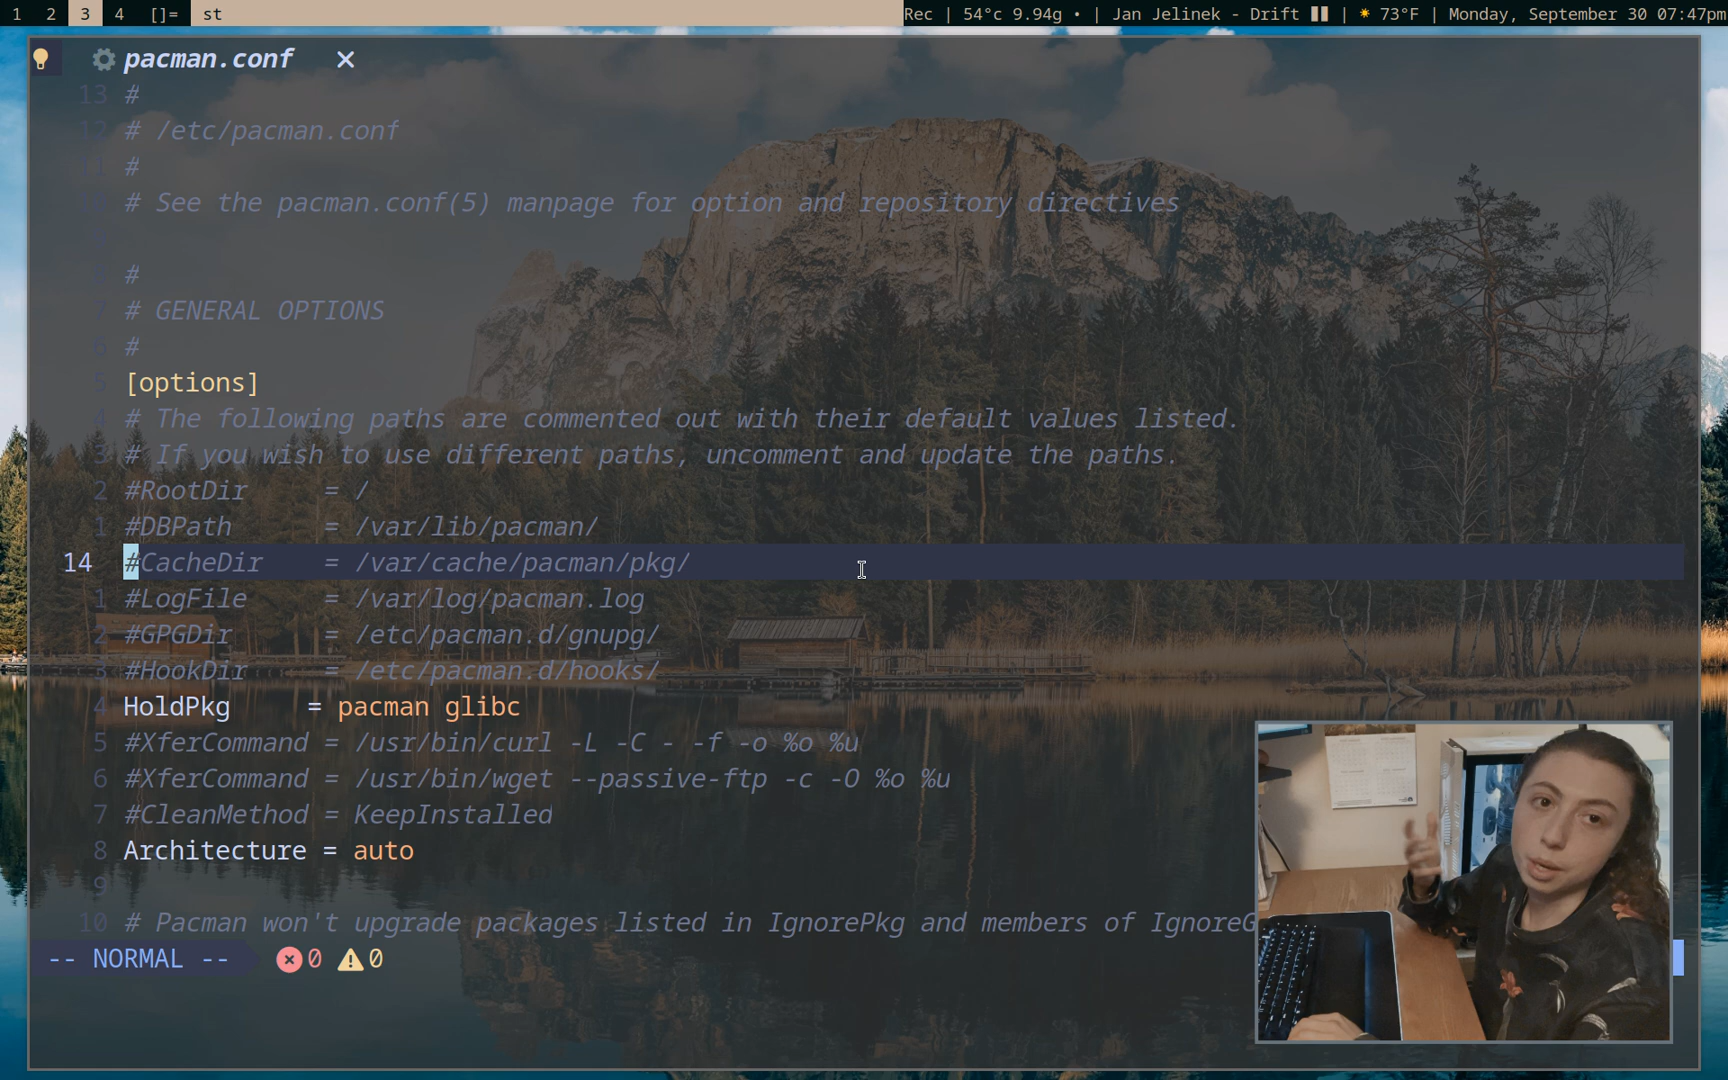 1 2 3 4 []= st Rec | 54°c 9.94g • | Jan Jelinek - Drift | 73°F | Monday, September 30 07:47pm
pacman.conf ✕
13 #
12 # /etc/pacman.conf
11 #
10 # See the pacman.conf(5) manpage for option and repository directives
9
8 #
7 # GENERAL OPTIONS
6 #
5 [options]
4 # The following paths are commented out with their default values listed.
3 # If you wish to use different paths, uncomment and update the paths.
2 #RootDir     = /
1 #DBPath      = /var/lib/pacman/
14 #CacheDir    = /var/cache/pacman/pkg/
1 #LogFile     = /var/log/pacman.log
2 #GPGDir      = /etc/pacman.d/gnupg/
3 #HookDir     = /etc/pacman.d/hooks/
4 HoldPkg     = pacman glibc
5 #XferCommand = /usr/bin/curl -L -C - -f -o %o %u
6 #XferCommand = /usr/bin/wget --passive-ftp -c -O %o %u
7 #CleanMethod = KeepInstalled
8 Architecture = auto
9
10 # Pacman won't upgrade packages listed in IgnorePkg and members of IgnoreG
-- NORMAL -- 0 0